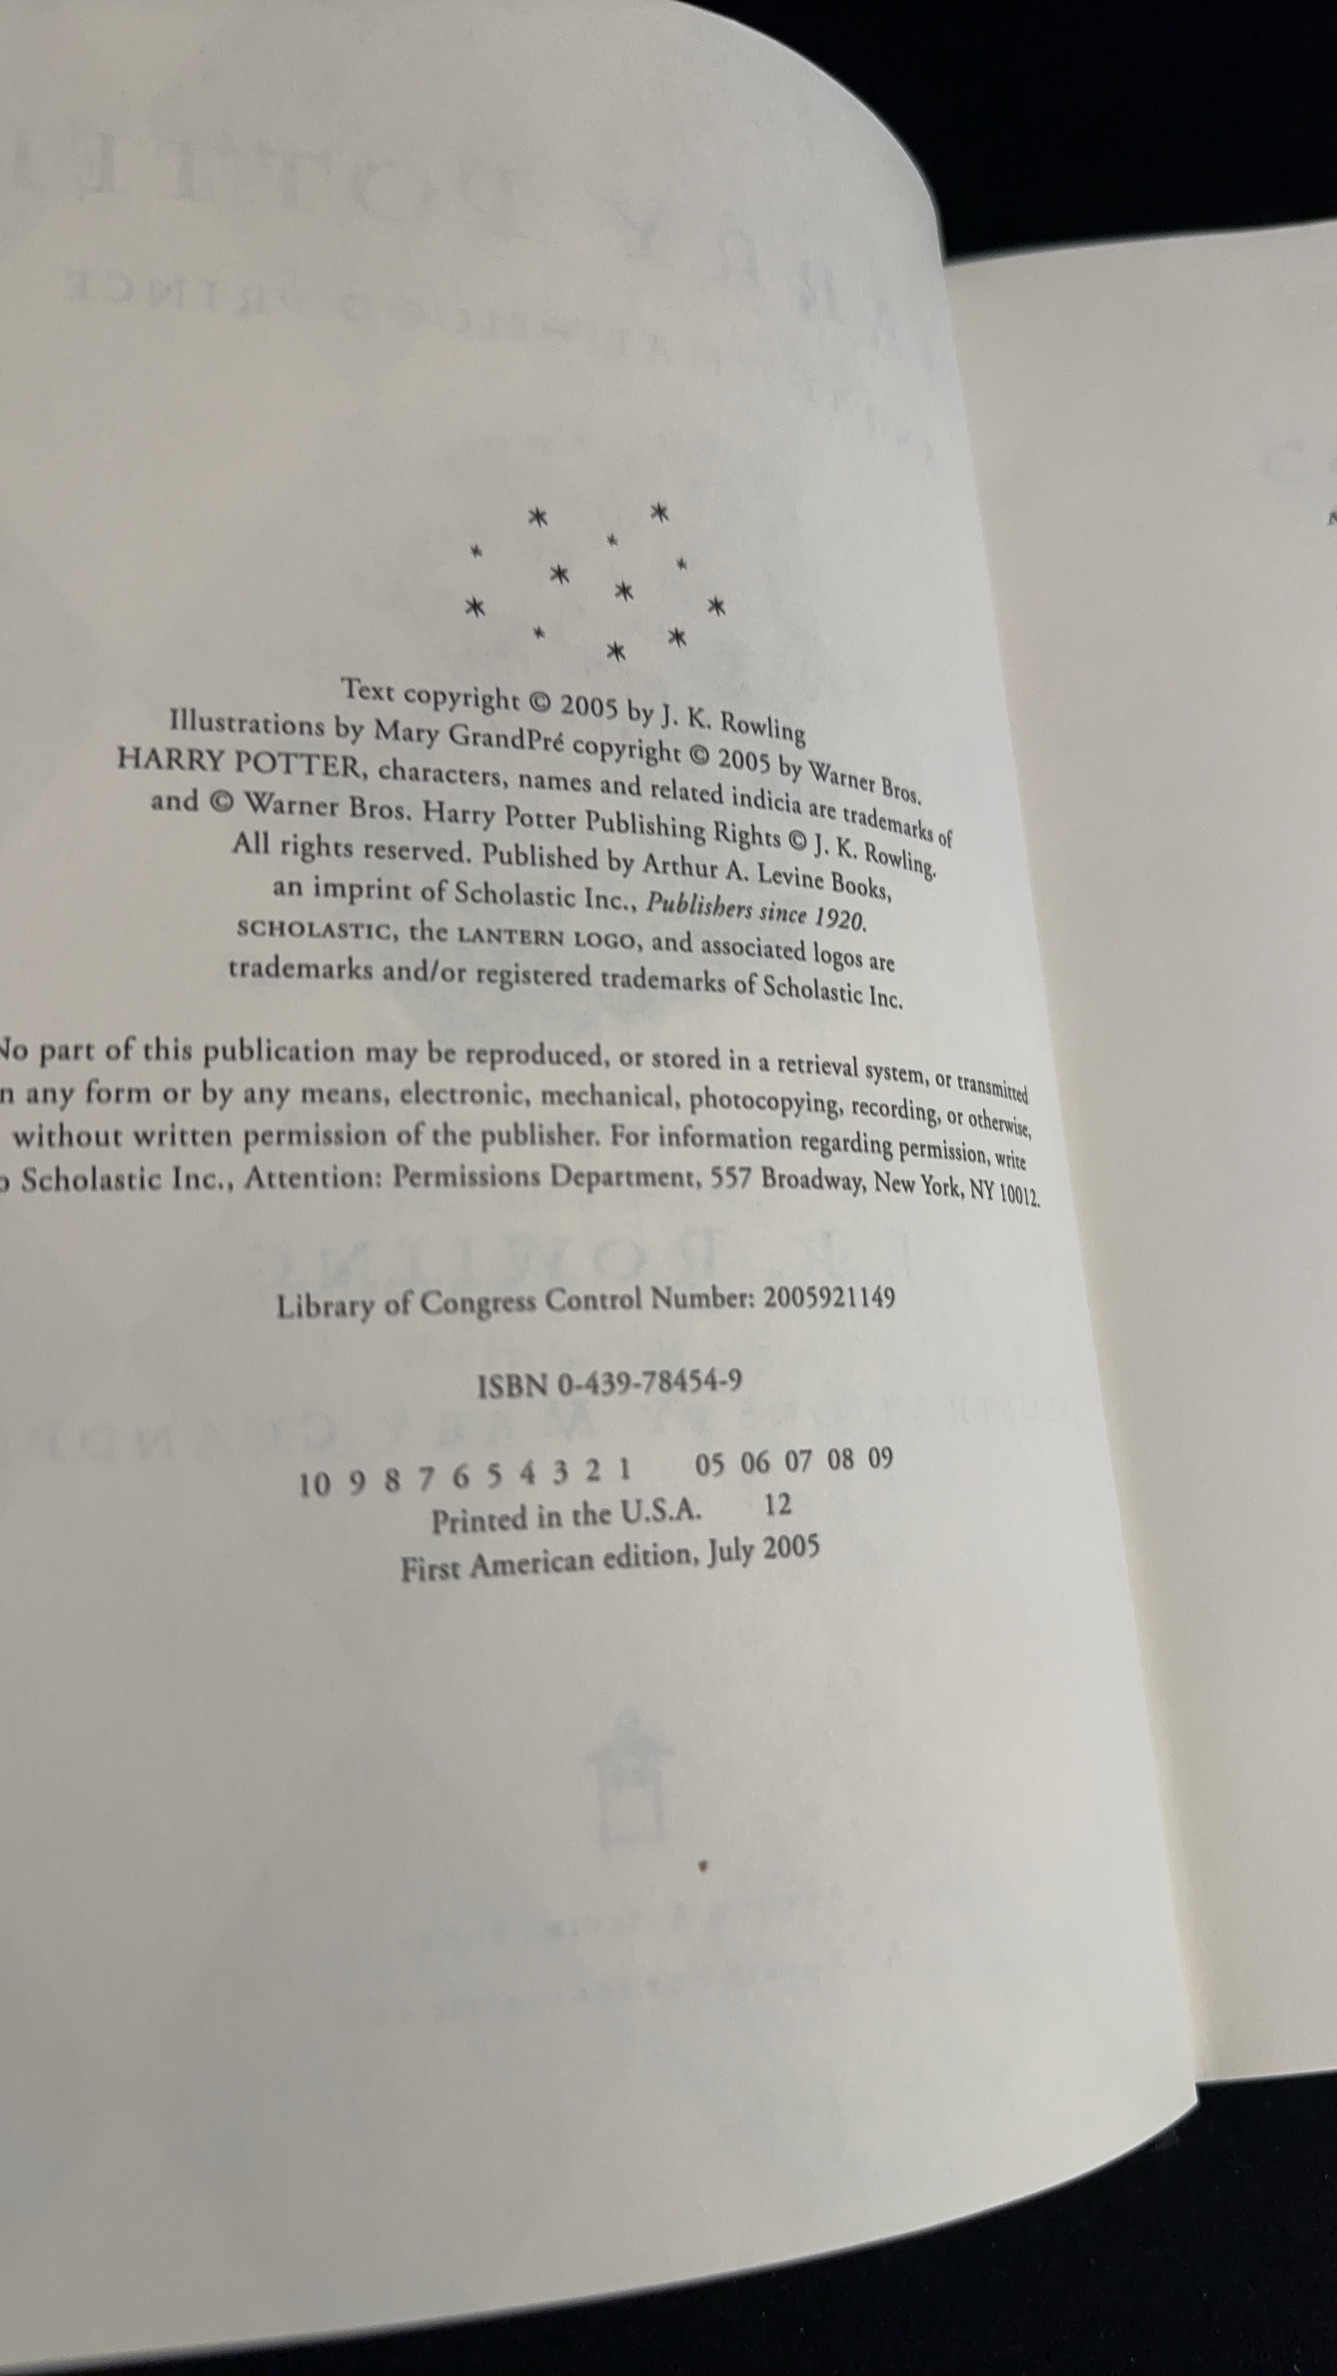 Text copyright © 2005 by J. K. Rowling
Illustrations by Mary GrandPré copyright © 2005 by Warner Bros.
HARRY POTTER, characters, names and related indicia are trademarks of
and © Warner Bros. Harry Potter Publishing Rights © J. K. Rowling.
All rights reserved. Published by Arthur A. Levine Books,
an imprint of Scholastic Inc., Publishers since 1920.
SCHOLASTIC, the LANTERN LOGO, and associated logos are
trademarks and/or registered trademarks of Scholastic Inc.
No part of this publication may be reproduced, or stored in a retrieval system, or transmitted
n any form or by any means, electronic, mechanical, photocopying, recording, or otherwise,
without written permission of the publisher. For information regarding permission, write
o Scholastic Inc., Attention: Permissions Department, 557 Broadway, New York, NY 10012.
Library of Congress Control Number: 2005921149
ISBN 0-439-78454-9
10 9 8 7 6 5 4 3 2 1 05 06 07 08 09
Printed in the U.S.A. 12
First American edition, July 2005